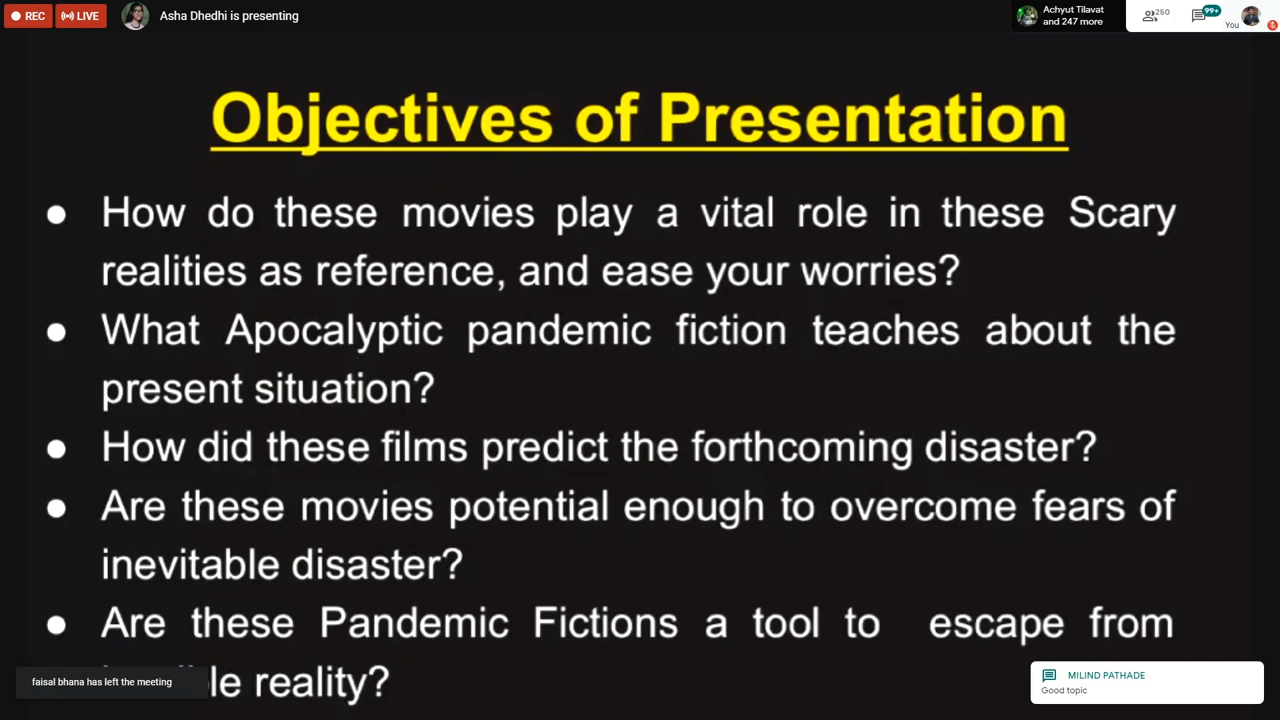 REC
LIVE
Asha Dhedhi is presenting
Achyut Tilavat
and 247 more
250
99+
You
Objectives of Presentation
● How do these movies play a vital role in these Scary
realities as reference, and ease your worries?
● What Apocalyptic pandemic fiction teaches about the
present situation?
● How did these films predict the forthcoming disaster?
● Are these movies potential enough to overcome fears of
inevitable disaster?
● Are these Pandemic Fictions a tool to escape from
reality?
faisal bhana has left the meeting
MILIND PATHADE
Good topic